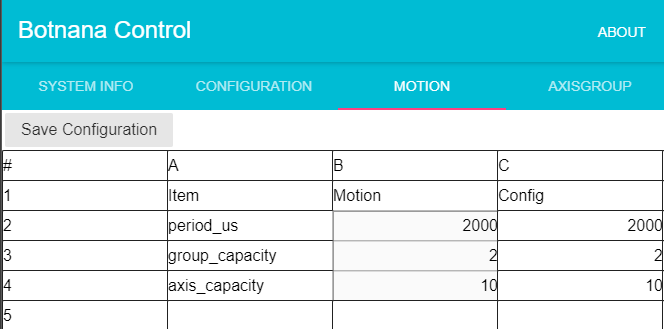 Botnana Control ABOUT
SYSTEM INFO CONFIGURATION MOTION AXISGROUP
Save Configuration
# A B C
1 Item Motion Config
2 period_us 2000 2000
3 group_capacity 2 2
4 axis_capacity 10 10
5